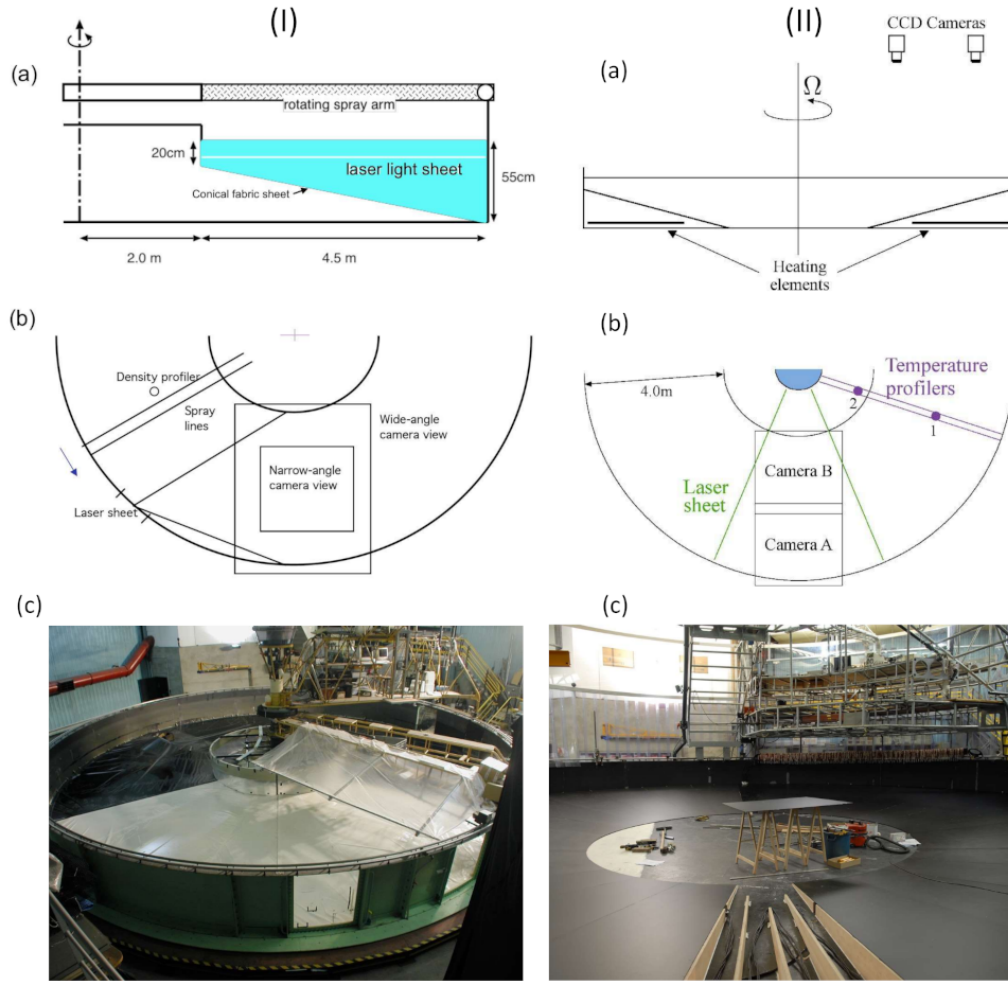 (I)
(a)
rotating spray arm
20cm
laser light sheet
55cm
Conical fabric sheet
2.0 m
4.5 m
(b)
Density profiler
Spray
lines
Wide-angle
camera view
Narrow-angle
camera view
Laser sheet
(c)
(II)
CCD Cameras
(a)
Ω
Heating
elements
(b)
4.0m
Temperature
profilers
2
1
Camera B
Laser
sheet
Camera A
(c)